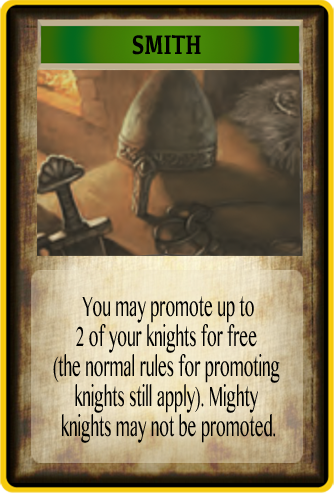 SMITH
You may promote up to
2 of your knights for free
(the normal rules for promoting
knights still apply). Mighty
knights may not be promoted.